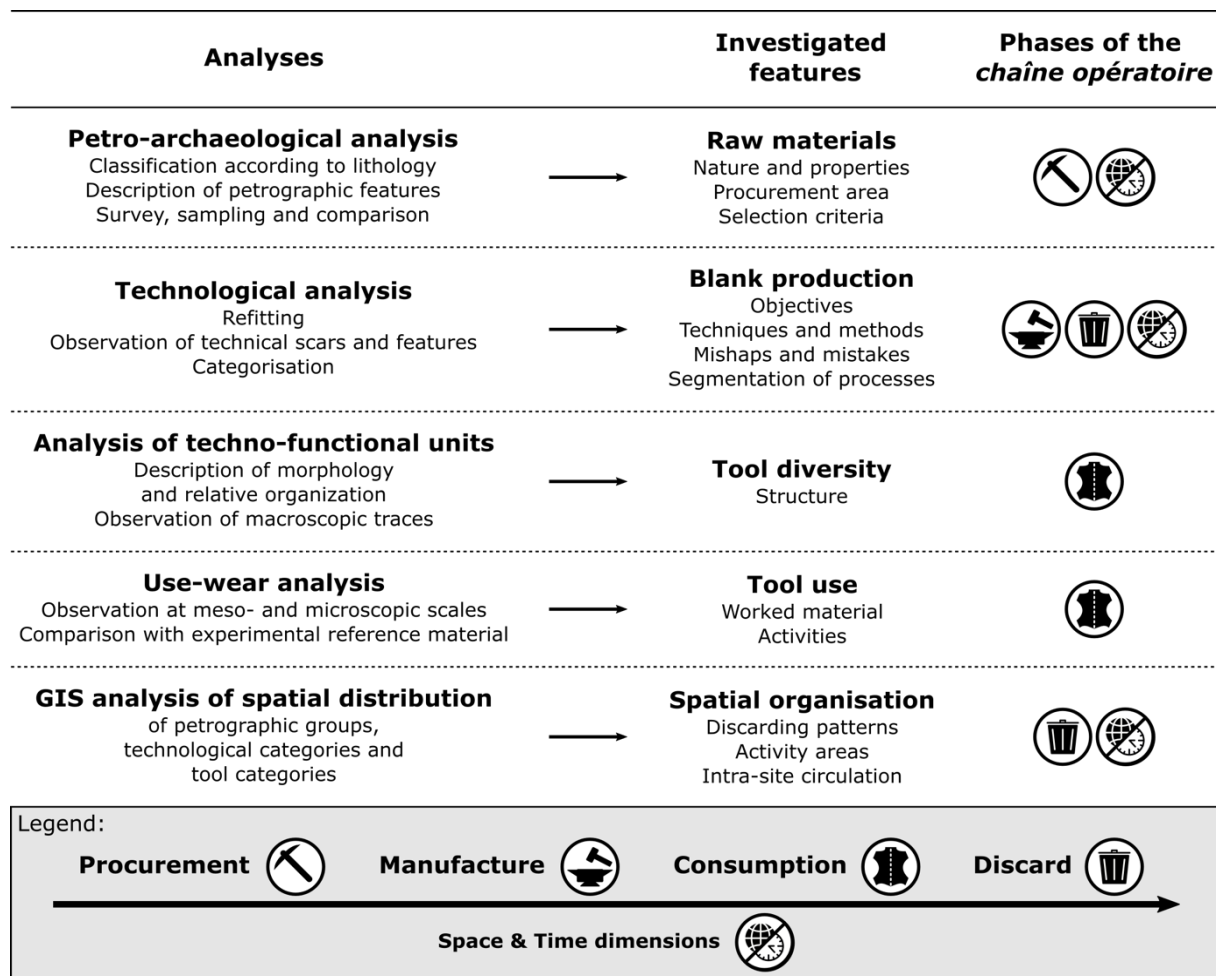 Analyses
Investigated
features
Phases of the
chaîne opératoire
Petro-archaeological analysis
Classification according to lithology
Description of petrographic features
Survey, sampling and comparison
Raw materials
Nature and properties
Procurement area
Selection criteria
Technological analysis
Refitting
Observation of technical scars and features
Categorisation
Blank production
Objectives
Techniques and methods
Mishaps and mistakes
Segmentation of processes
Analysis of techno-functional units
Description of morphology
and relative organization
Observation of macroscopic traces
Tool diversity
Structure
Use-wear analysis
Observation at meso- and microscopic scales
Comparison with experimental reference material
Tool use
Worked material
Activities
GIS analysis of spatial distribution
of petrographic groups,
technological categories and
tool categories
Spatial organisation
Discarding patterns
Activity areas
Intra-site circulation
Legend:
Procurement Manufacture Consumption Discard
Space & Time dimensions